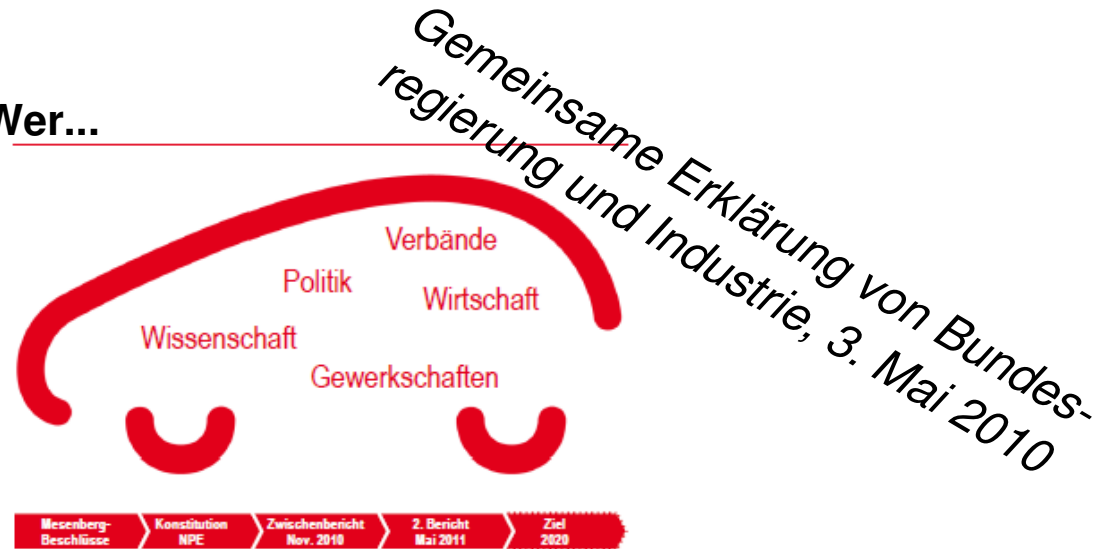 Wer...
Gemeinsame Erklärung von Bundes-
regierung und Industrie, 3. Mai 2010
Verbände
Politik
Wirtschaft
Wissenschaft
Gewerkschaften
Mesenberg-
Beschlüsse
Konstitution
NPE
Zwischenbericht
Nov. 2010
2. Bericht
Mai 2011
Ziel
2020